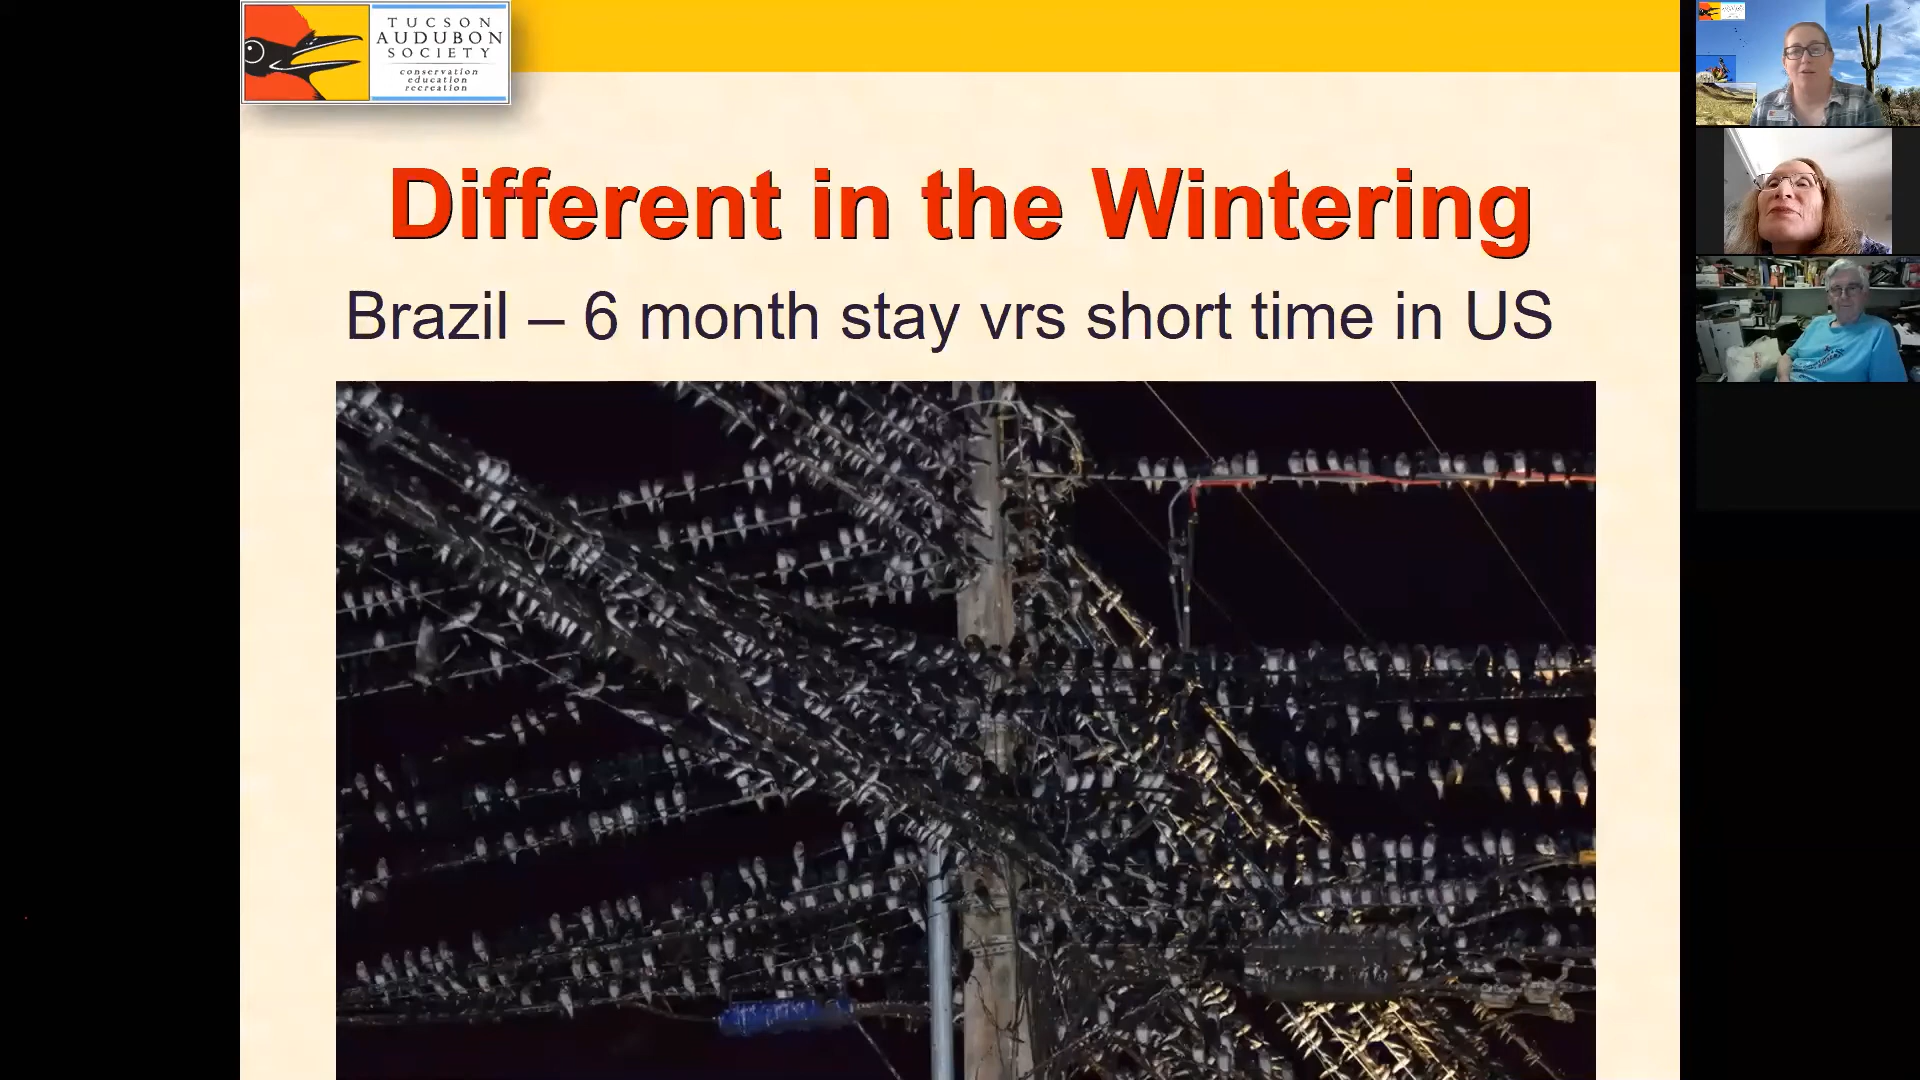 TUCSON
AUDUBON
SOCIETY
conservation
education
recreation
Different in the Wintering
Brazil – 6 month stay vrs short time in US